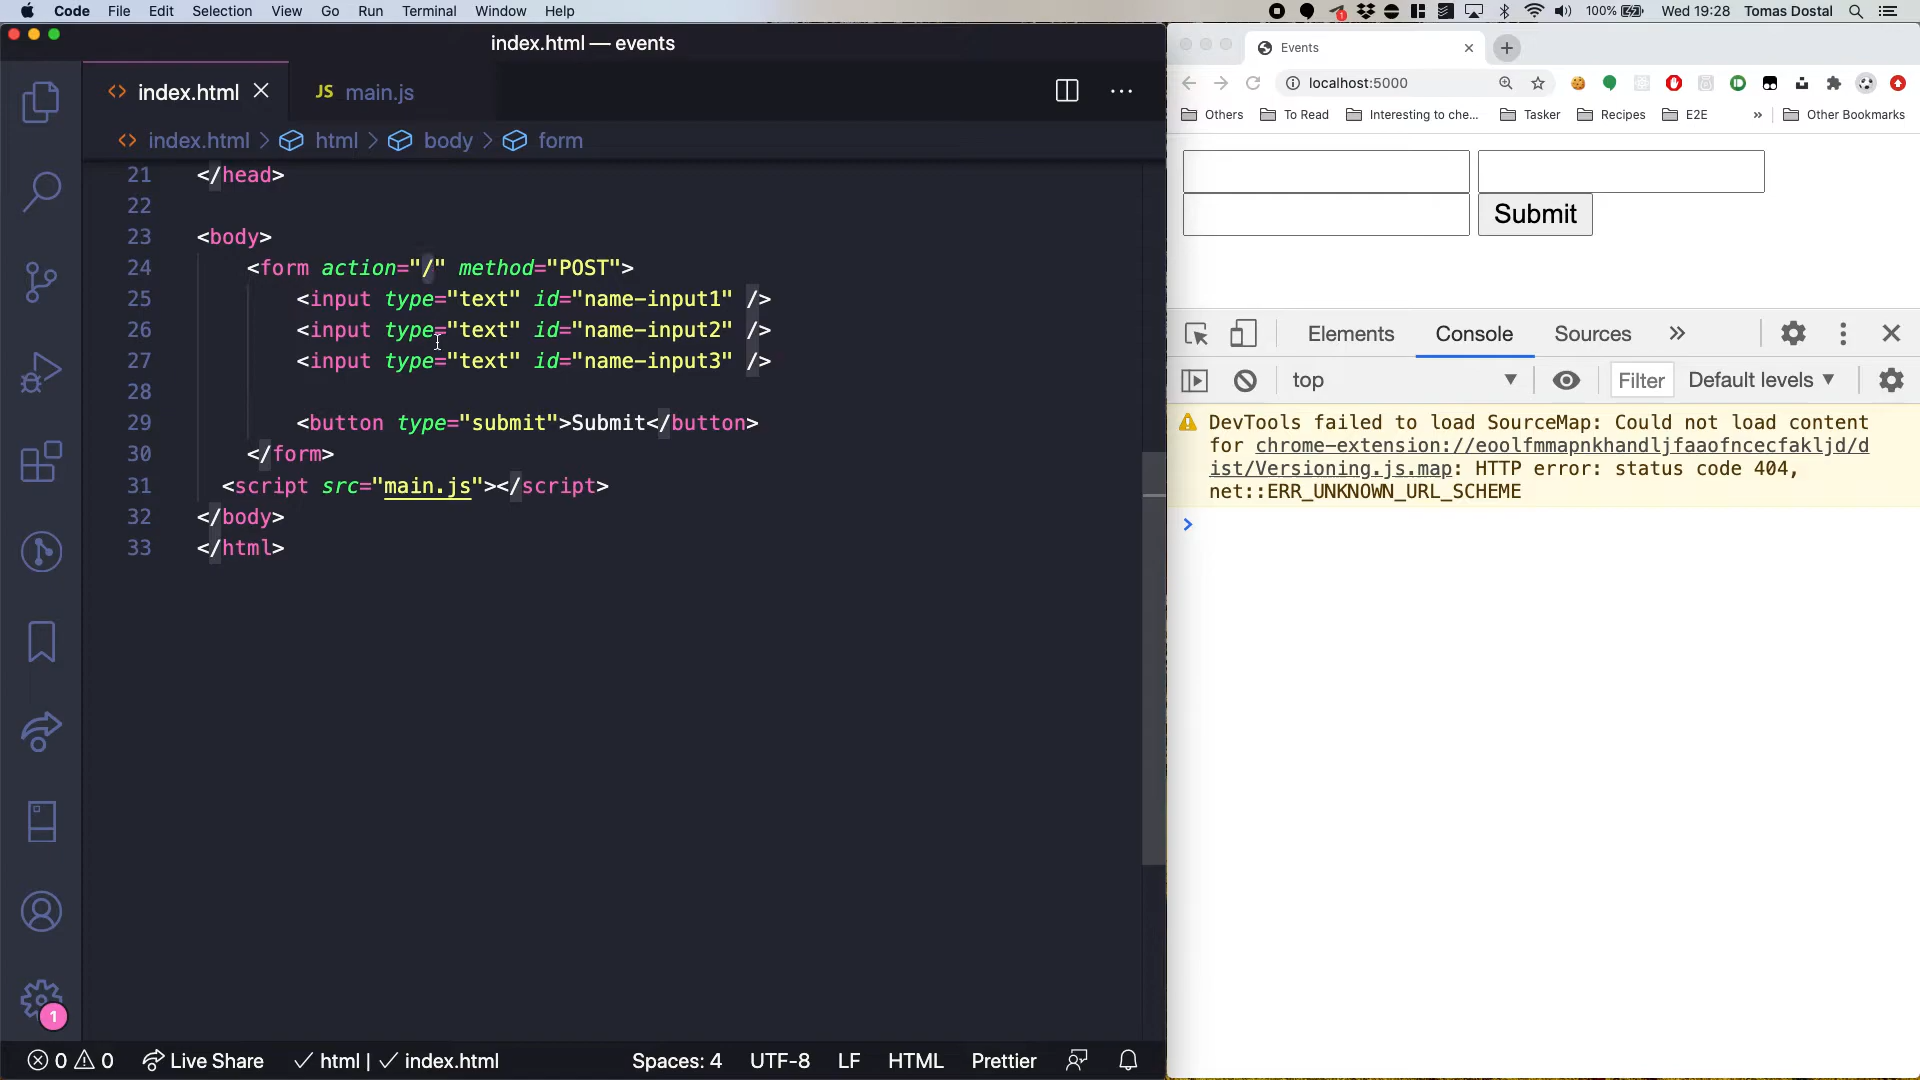 Code File Edit Selection View Go Run Terminal Window Help
1 100% Wed 19:28 Tomas Dostal
index.html — events
index.html JS main.js
index.html > html > body > form
21 </head>
22
23 <body>
24 <form action="/" method="POST">
25 <input type="text" id="name-input1" />
26 <input type="text" id="name-input2" />
27 <input type="text" id="name-input3" />
28
29 <button type="submit">Submit</button>
30 </form>
31 <script src="main.js"></script>
32 </body>
33 </html>
1
0 0 Live Share html | index.html Spaces: 4 UTF-8 LF HTML Prettier
Events
localhost:5000
Others To Read Interesting to che... Tasker Recipes E2E » Other Bookmarks
Submit
Elements Console Sources »
top Filter Default levels
DevTools failed to load SourceMap: Could not load content
for chrome-extension://eoolfmmapnkhandljfaaofncecfakljd/d
ist/Versioning.js.map: HTTP error: status code 404,
net::ERR_UNKNOWN_URL_SCHEME
>